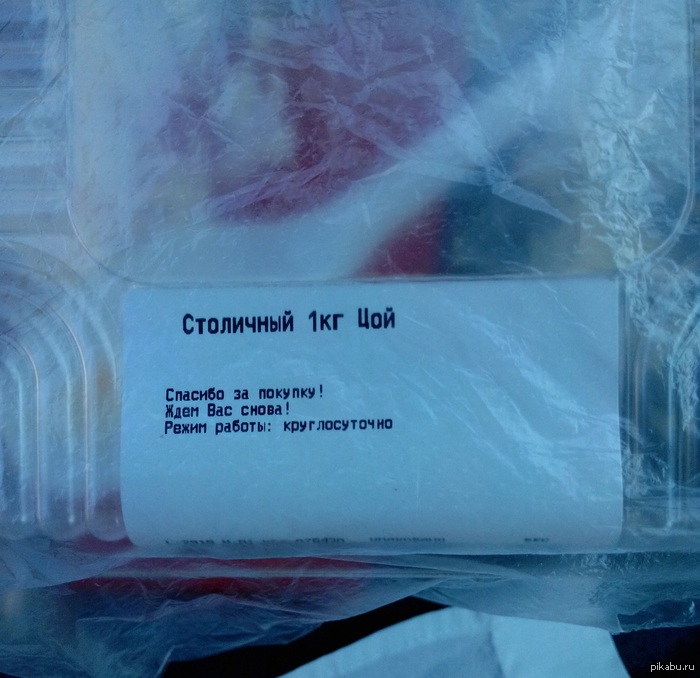 Столичный 1кг Цой
Спасибо за покупку!
Ждем Вас снова!
Режим работы: круглосуточно
pikabu.ru